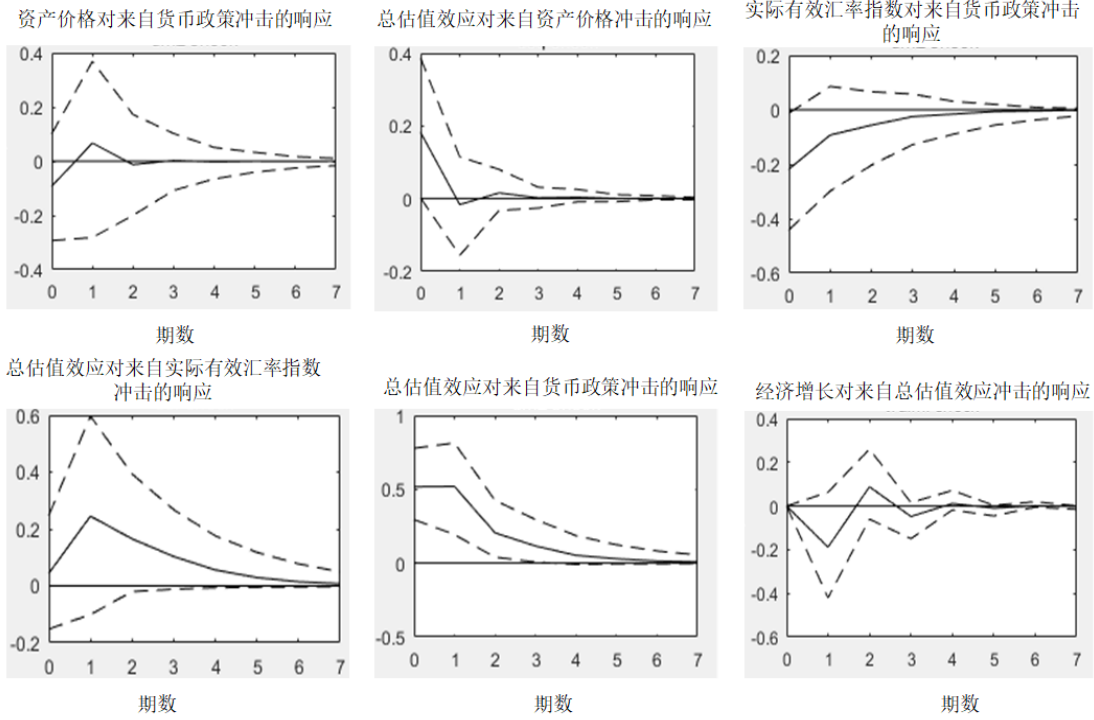 资产价格对来自货币政策冲击的响应
总估值效应对来自资产价格冲击的响应
实际有效汇率指数对来自货币政策冲击
的响应
0.4
0.2
0
-0.2
-0.4
0 1 2 3 4 5 6 7
期数
0.4
0.2
0
-0.2
0 1 2 3 4 5 6 7
期数
0.2
0
-0.2
-0.4
-0.6
0 1 2 3 4 5 6 7
期数
总估值效应对来自实际有效汇率指数
冲击的响应
总估值效应对来自货币政策冲击的响应
经济增长对来自总估值效应冲击的响应
0.6
0.4
0.2
0
-0.2
0 1 2 3 4 5 6 7
期数
1
0.5
0
-0.5
0 1 2 3 4 5 6 7
期数
0.4
0.2
0
-0.2
-0.4
-0.6
0 1 2 3 4 5 6 7
期数